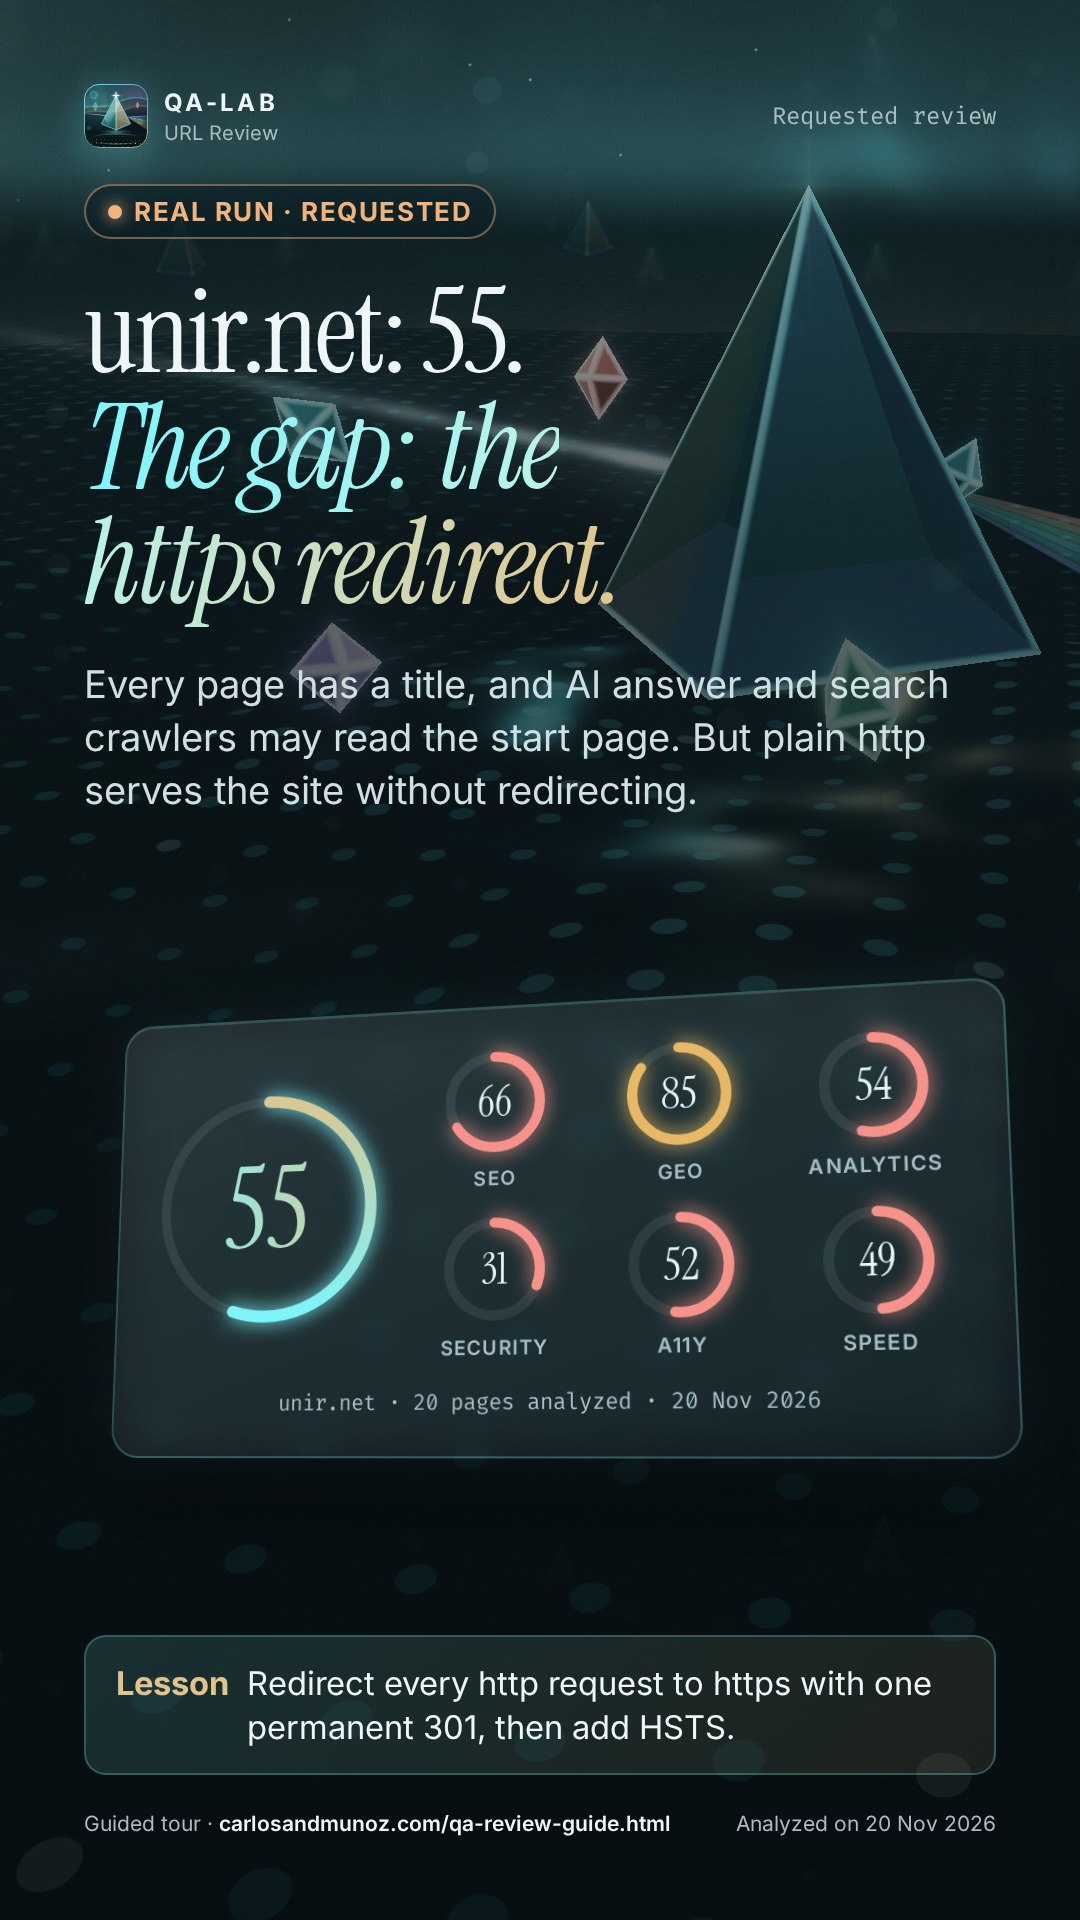 QA-LAB
URL Review
Requested review
REAL RUN · REQUESTED
unir.net: 55.
The gap: the
https redirect.
Every page has a title, and AI answer and search
crawlers may read the start page. But plain http
serves the site without redirecting.
55
66
SEO
85
GEO
54
ANALYTICS
31
SECURITY
52
A11Y
49
SPEED
unir.net · 20 pages analyzed · 20 Nov 2026
Lesson Redirect every http request to https with one
permanent 301, then add HSTS.
Guided tour · carlosandmunoz.com/qa-review-guide.html
Analyzed on 20 Nov 2026